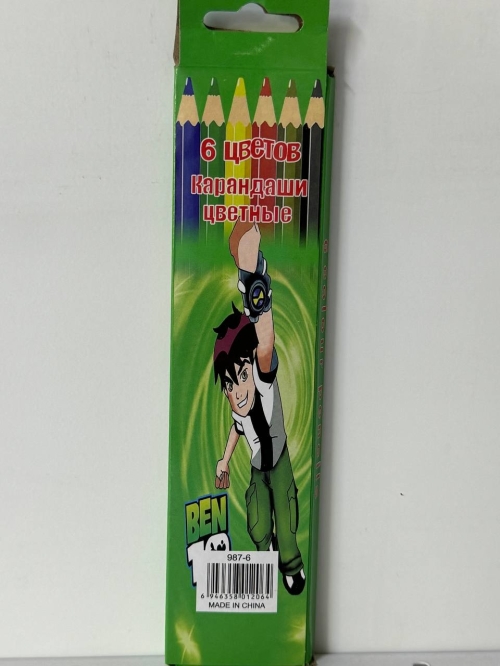 6 цветов
Карандаши
цветные
BEN
10
987-6
6 946358 012064
MADE IN CHINA